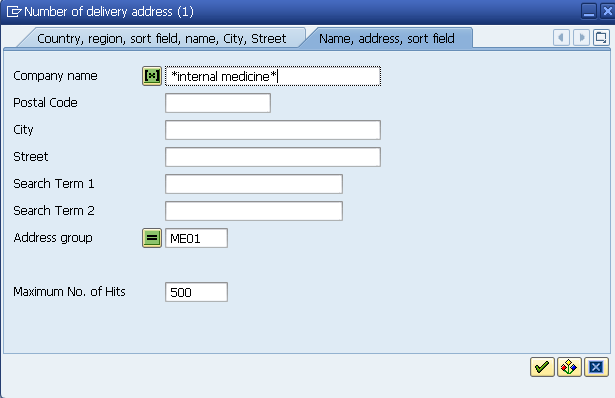 Number of delivery address (1)
Country, region, sort field, name, City, Street
Name, address, sort field
Company name *internal medicine*
Postal Code
City
Street
Search Term 1
Search Term 2
Address group ME01
Maximum No. of Hits 500